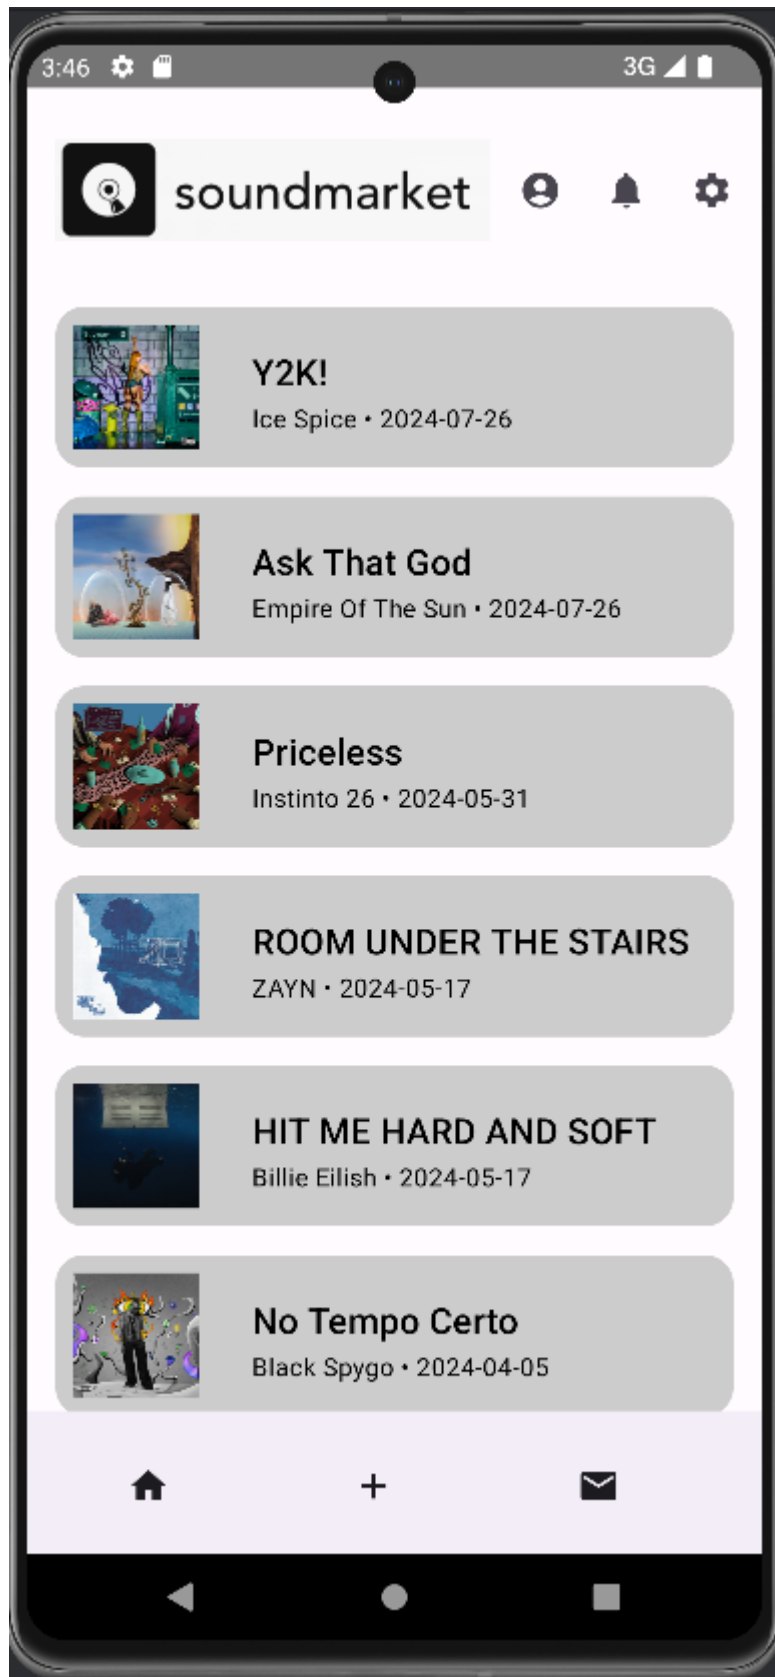 3:46
3G
soundmarket
Y2K!
Ice Spice • 2024-07-26
Ask That God
Empire Of The Sun • 2024-07-26
Priceless
Instinto 26 • 2024-05-31
ROOM UNDER THE STAIRS
ZAYN • 2024-05-17
HIT ME HARD AND SOFT
Billie Eilish • 2024-05-17
No Tempo Certo
Black Spygo • 2024-04-05